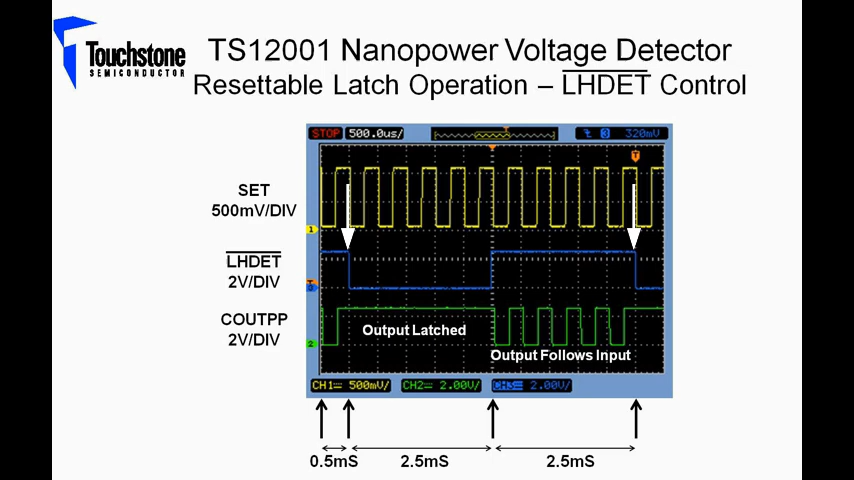 Touchstone
SEMICONDUCTOR
TS12001 Nanopower Voltage Detector
Resettable Latch Operation – LHDET Control
STOP 500.0us/ 3 320mV
T
SET
500mV/DIV
1
LHDET
2V/DIV
COUTPP
2V/DIV
2
Output Latched
Output Follows Input
CH1 500mV/ CH2 2.00V/ CH3 2.00V/
0.5mS 2.5mS 2.5mS